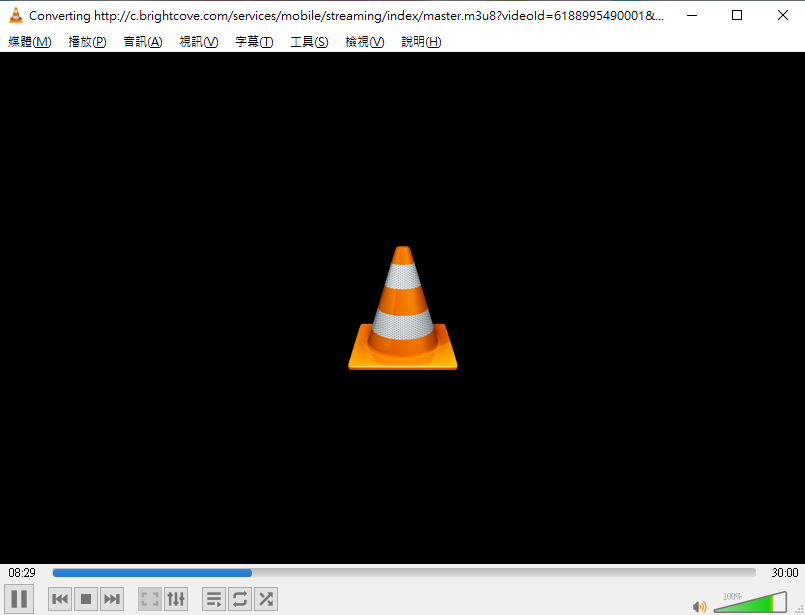 Converting http://c.brightcove.com/services/mobile/streaming/index/master.m3u8?videoId=6188995490001&...
媒體(M) 播放(P) 音訊(A) 視訊(V) 字幕(T) 工具(S) 檢視(V) 說明(H)
08:29 30:00
100%